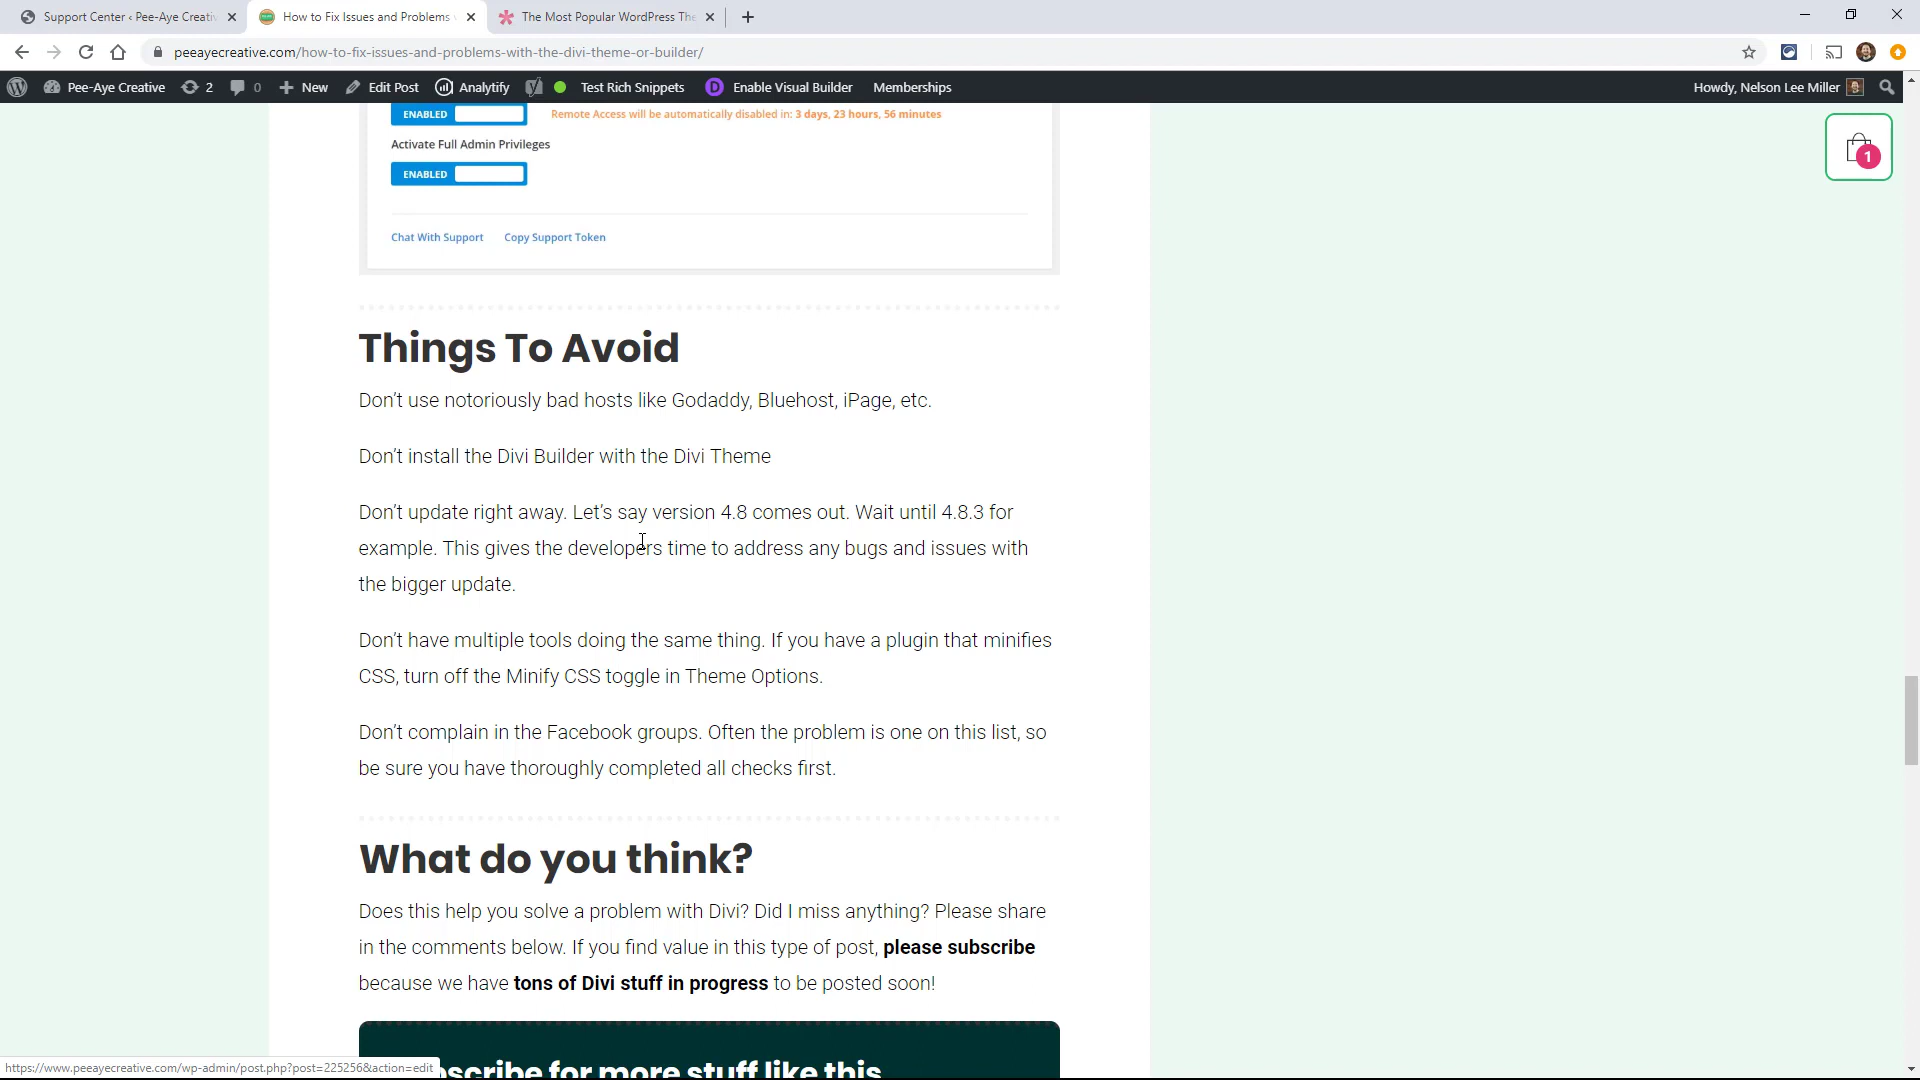 Support Center ‹ Pee-Aye Creati
How to Fix Issues and Problems
The Most Popular WordPress The
peeayecreative.com/how-to-fix-issues-and-problems-with-the-divi-theme-or-builder/
Pee-Aye Creative 2 0 New Edit Post Analytify Test Rich Snippets D Enable Visual Builder Memberships Howdy, Nelson Lee Miller
ENABLED Remote Access will be automatically disabled in: 3 days, 23 hours, 56 minutes
1
Activate Full Admin Privileges
ENABLED
Chat With Support Copy Support Token
Things To Avoid
Don’t use notoriously bad hosts like Godaddy, Bluehost, iPage, etc.
Don’t install the Divi Builder with the Divi Theme
Don’t update right away. Let’s say version 4.8 comes out. Wait until 4.8.3 for
example. This gives the developers time to address any bugs and issues with
the bigger update.
Don’t have multiple tools doing the same thing. If you have a plugin that minifies
CSS, turn off the Minify CSS toggle in Theme Options.
Don’t complain in the Facebook groups. Often the problem is one on this list, so
be sure you have thoroughly completed all checks first.
What do you think?
Does this help you solve a problem with Divi? Did I miss anything? Please share
in the comments below. If you find value in this type of post, please subscribe
because we have tons of Divi stuff in progress to be posted soon!
scribe for more stuff like this
https://www.peeayecreative.com/wp-admin/post.php?post=225256&action=edit